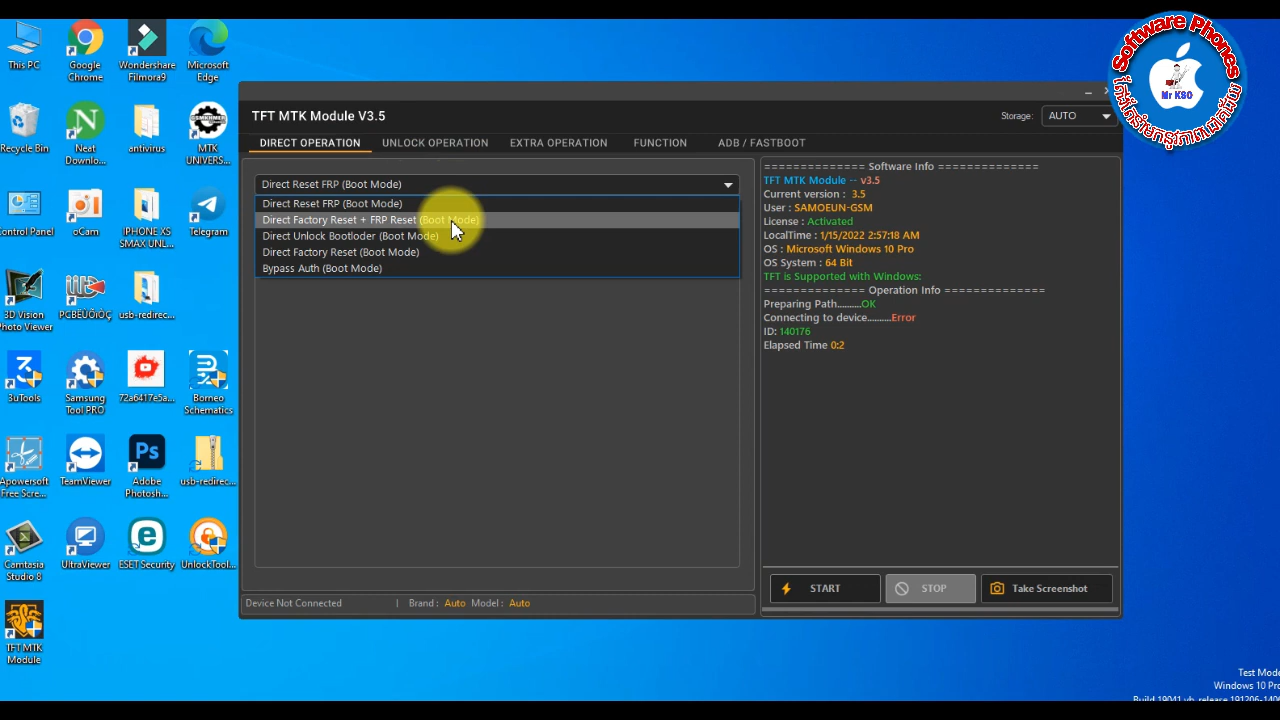 This PC
Google Chrome
Wondershare Filmora9
Microsoft Edge
Recycle Bin
Neat Downlo...
antivirus
MTK UNIVERS...
Control Panel
oCam
IPHONE XS SMAX UNL...
Telegram
3D Vision Photo Viewer
usb-redirec...
3uTools
Samsung Tool PRO
72a6417e5a...
Borneo Schematics
Apowersoft Free Scre...
TeamViewer
Adobe Photosh...
usb-redirec...
Camtasia Studio 8
UltraViewer
ESET Security
UnlockTool...
TFT MTK Module
TFT MTK Module V3.5
Storage: AUTO
DIRECT OPERATION UNLOCK OPERATION EXTRA OPERATION FUNCTION ADB / FASTBOOT
Direct Reset FRP (Boot Mode)
Direct Reset FRP (Boot Mode)
Direct Factory Reset + FRP Reset (Boot Mode)
Direct Unlock Bootloder (Boot Mode)
Direct Factory Reset (Boot Mode)
Bypass Auth (Boot Mode)
============== Software Info =============
TFT MTK Module -- v3.5
Current version : 3.5
User : SAMOEUN-GSM
License : Activated
LocalTime : 1/15/2022 2:57:18 AM
OS : Microsoft Windows 10 Pro
OS System : 64 Bit
TFT is Supported with Windows:
============= Operation Info =============
Preparing Path..........OK
Connecting to device.........Error
ID: 140176
Elapsed Time 0:2
START STOP Take Screenshot
Device Not Connected | Brand : Auto Model : Auto
Software Phones
Mr KSO
Test Mode
Windows 10 Pro